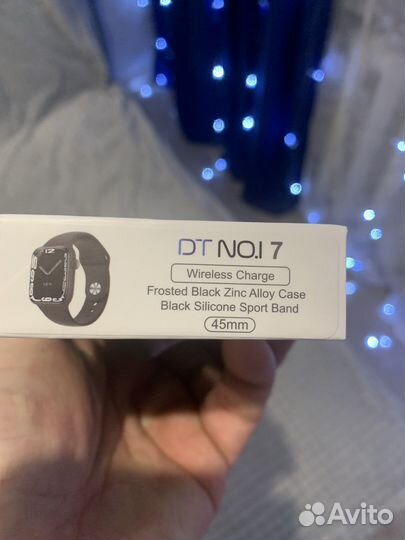 DT NO.I 7
Wireless Charge
Frosted Black Zinc Alloy Case
Black Silicone Sport Band
45mm
Avito